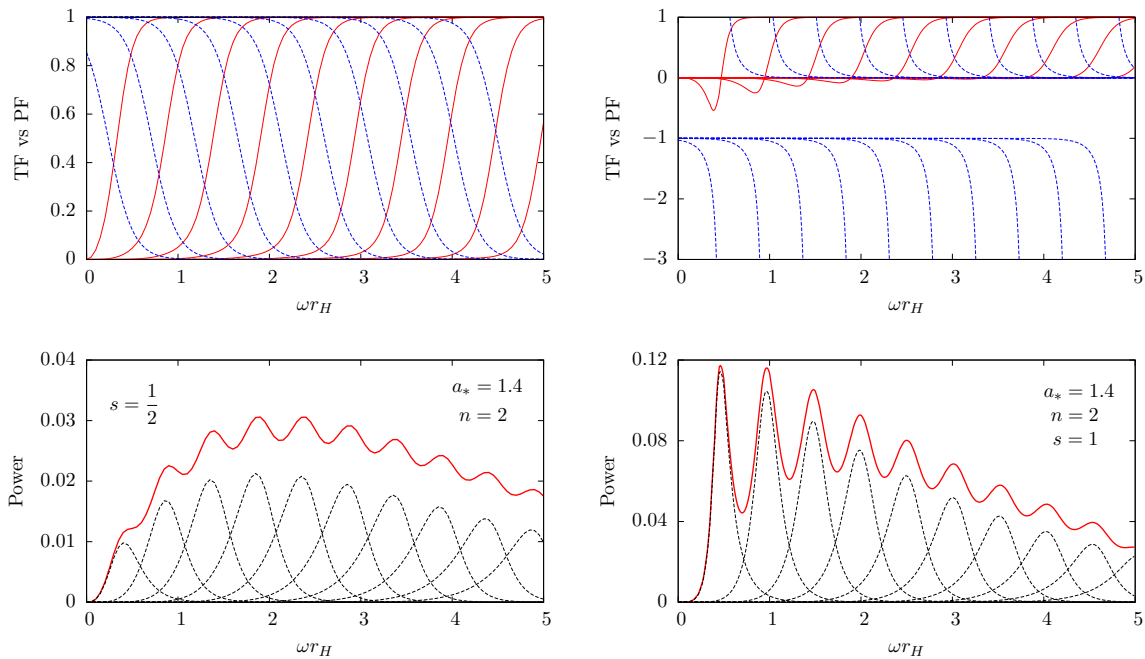 TF vs PF
1
0.8
0.6
0.4
0.2
0
0 1 2 3 4 5
ωr_H
TF vs PF
1
0
−1
−2
−3
0 1 2 3 4 5
ωr_H
Power
0.04
0.03
0.02
0.01
0
s = 1/2
a_* = 1.4
n = 2
0 1 2 3 4 5
ωr_H
Power
0.12
0.08
0.04
0
a_* = 1.4
n = 2
s = 1
0 1 2 3 4 5
ωr_H